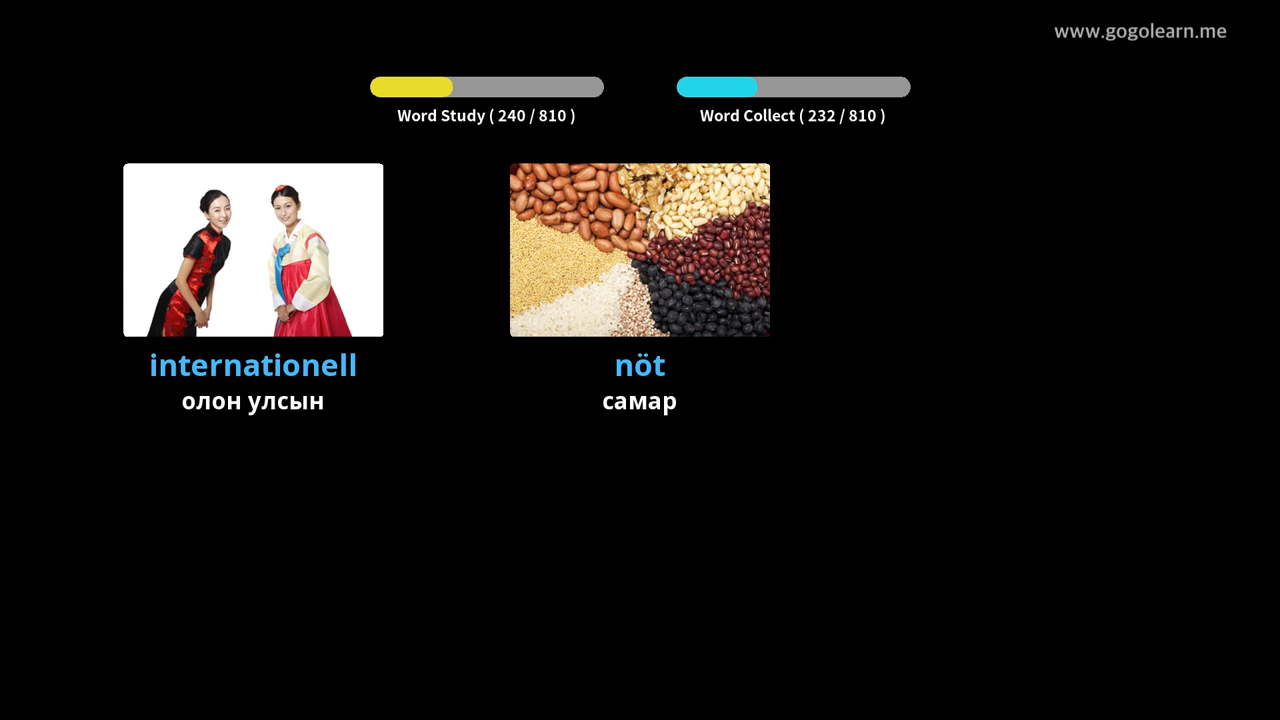 www.gogolearn.me
Word Study ( 240 / 810 )
Word Collect ( 232 / 810 )
internationell
олон улсын
nöt
самар